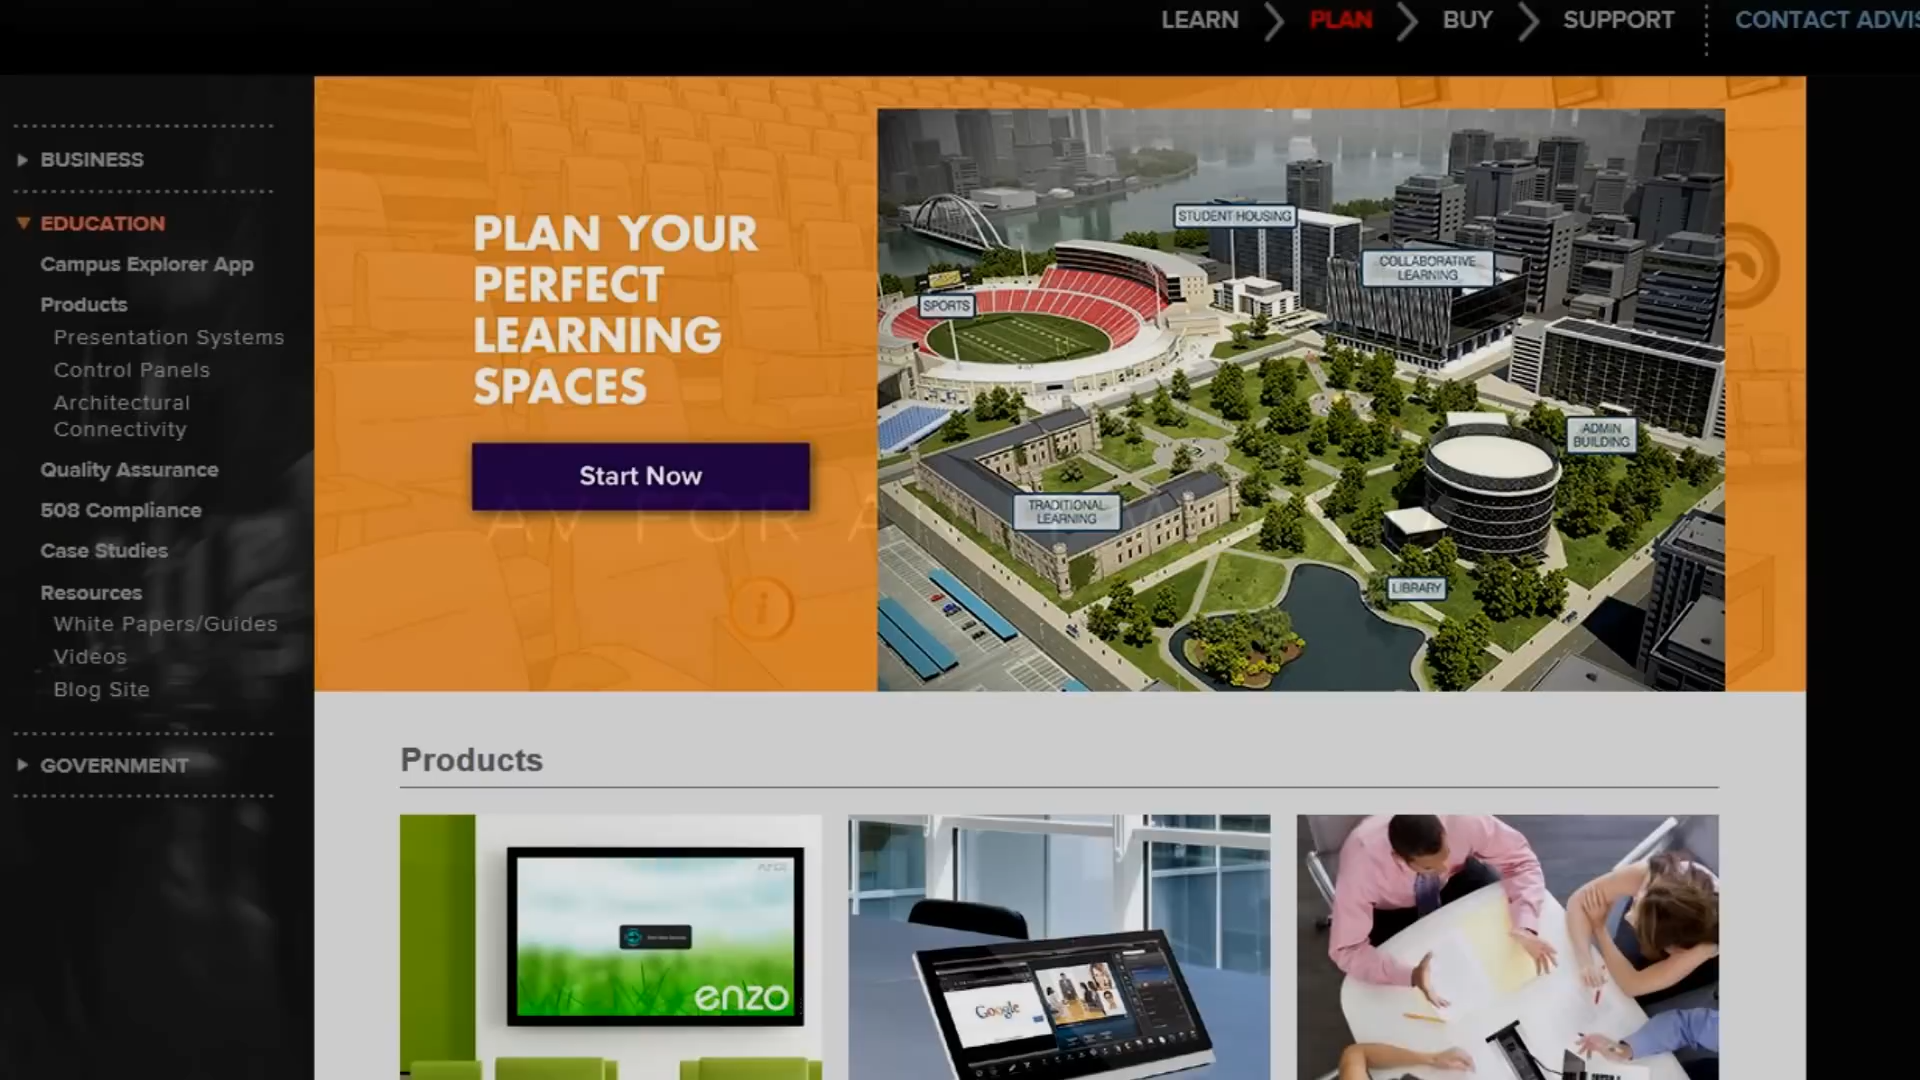 LEARN
PLAN
BUY
SUPPORT
CONTACT ADVIS
BUSINESS
EDUCATION
Campus Explorer App
Products
Presentation Systems
Control Panels
Architectural
Connectivity
Quality Assurance
508 Compliance
Case Studies
Resources
White Papers/Guides
Videos
Blog Site
GOVERNMENT
PLAN YOUR
PERFECT
LEARNING
SPACES
Start Now
AV FOR A
STUDENT HOUSING
COLLABORATIVE
LEARNING
SPORTS
ADMIN
BUILDING
TRADITIONAL
LEARNING
LIBRARY
Products
enzo
Google